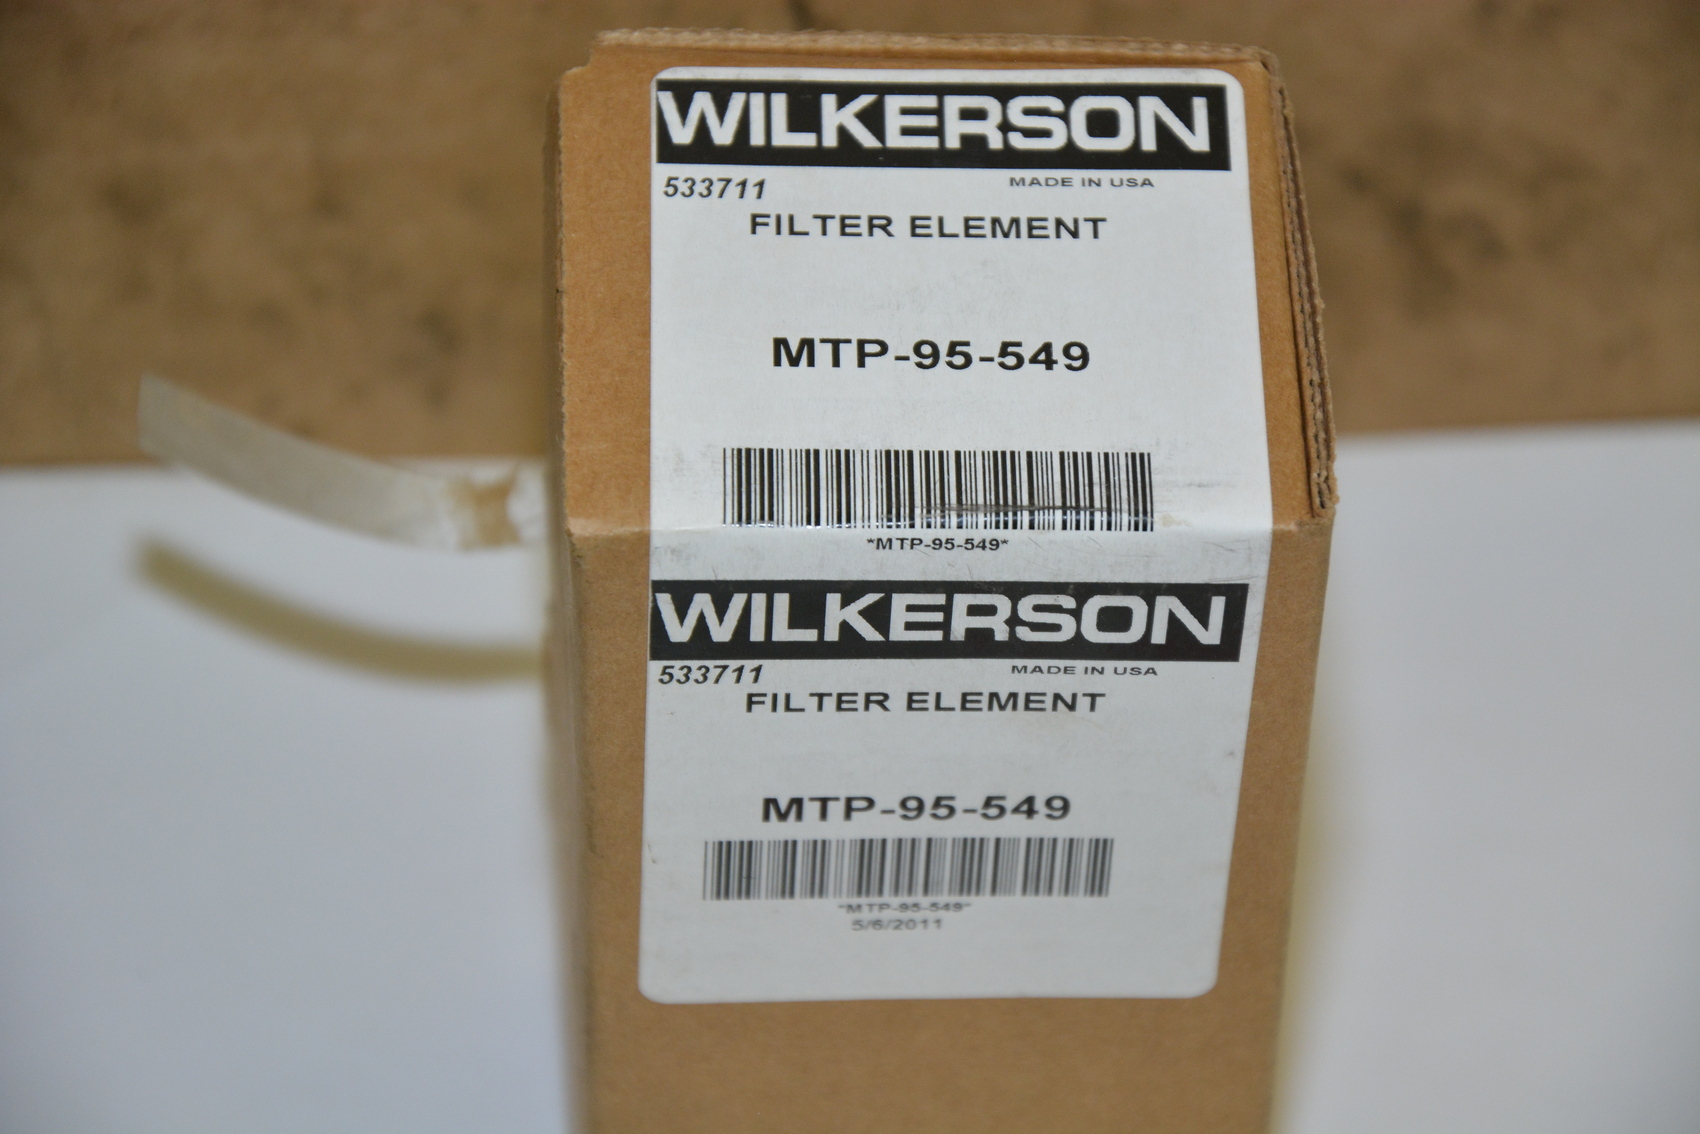 WILKERSON
533711 MADE IN USA
FILTER ELEMENT
MTP-95-549
*MTP-95-549*
WILKERSON
533711 MADE IN USA
FILTER ELEMENT
MTP-95-549
*MTP-95-549*
5/6/2011